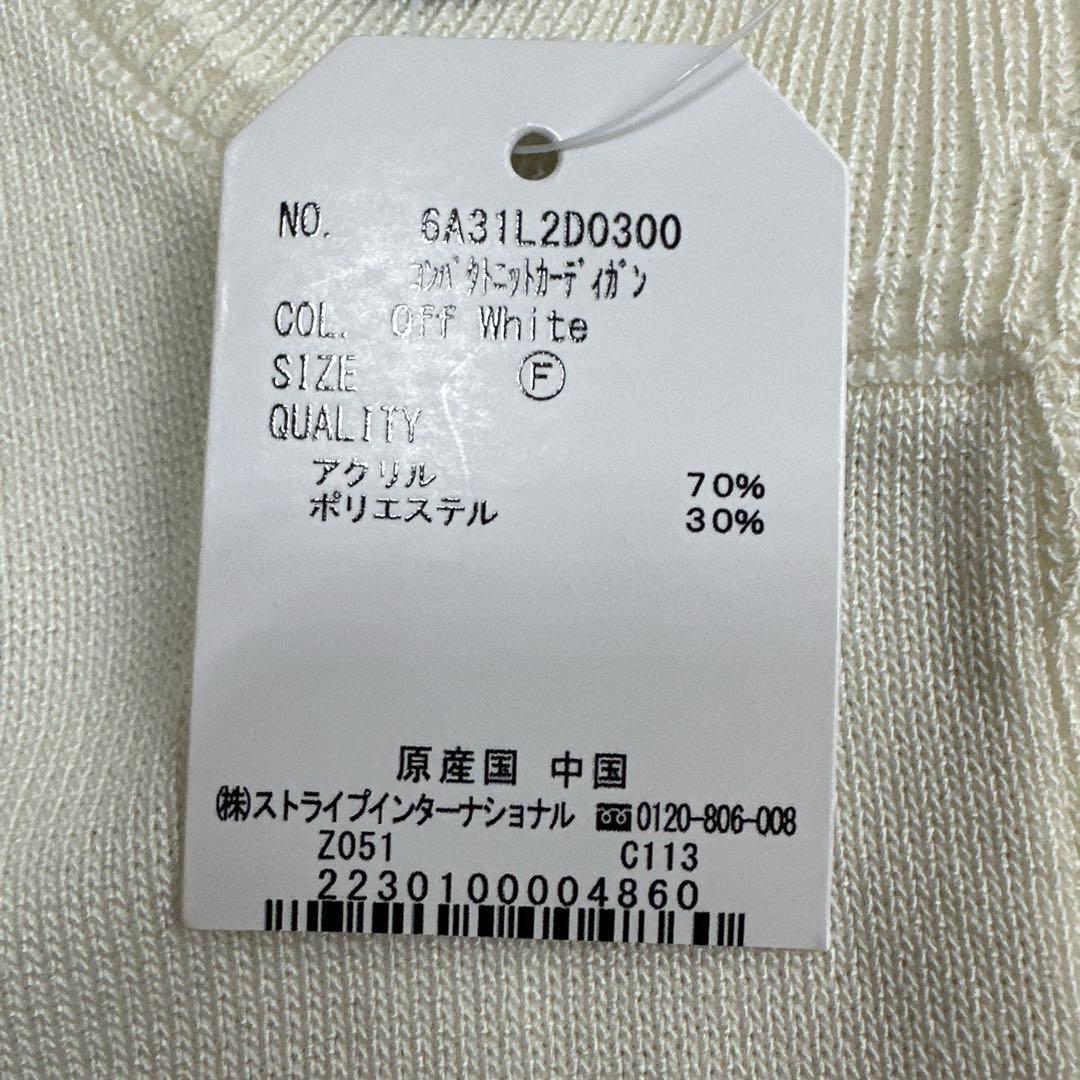 NO. 6A31L2D0300
ｺﾝﾊﾟｸﾄﾆｯﾄｶｰﾃﾞｨｶﾞﾝ
COL. Off White
SIZE Ⓕ
QUALITY
アクリル 70%
ポリエステル 30%
原産国 中国
㈱ストライプインターナショナル 0120-806-008
Z051 C113
2230100004860